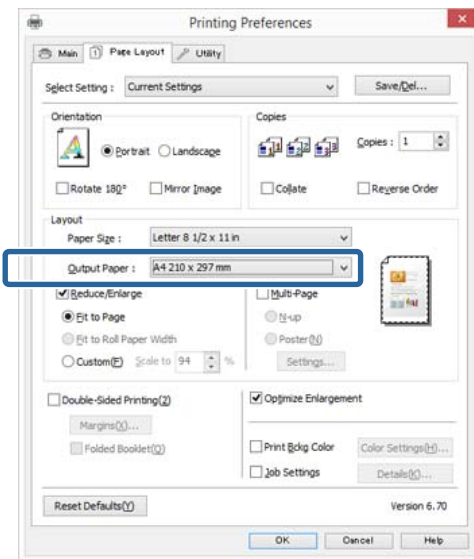 Printing Preferences
Main Page Layout Utility
Select Setting : Current Settings Save/Del...
Orientation Copies
Portrait Landscape Copies : 1
Rotate 180° Mirror Image Collate Reverse Order
Layout
Paper Size : Letter 8 1/2 x 11 in
Output Paper : A4 210 x 297 mm
Reduce/Enlarge Multi-Page
Fit to Page N-up
Fit to Roll Paper Width Poster(N)
Custom(F) Scale to 94 % Settings...
Double-Sided Printing(2) Optimize Enlargement
Margins(X)...
Folded Booklet(Q) Print Bckg Color Color Settings(H)...
Job Settings Details(K)...
Reset Defaults(Y) Version 6.70
OK Cancel Help